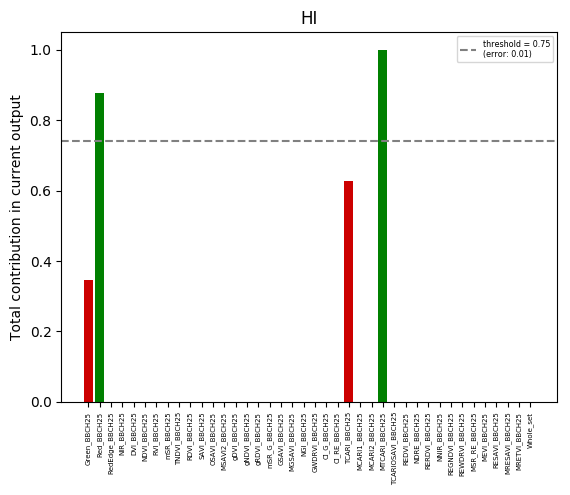 HI
threshold = 0.75
(error: 0.01)
Total contribution in current output
1.0
0.8
0.6
0.4
0.2
0.0
Green_BBCH25
Red_BBCH25
RedEdge_BBCH25
NIR_BBCH25
DVI_BBCH25
NDVI_BBCH25
RVI_BBCH25
mSR_BBCH25
TNDVI_BBCH25
RDVI_BBCH25
SAVI_BBCH25
OSAVI_BBCH25
MSAVI2_BBCH25
gDVI_BBCH25
gNDVI_BBCH25
gRDVI_BBCH25
mSR_G_BBCH25
GSAVI_BBCH25
MGSAVI_BBCH25
NGI_BBCH25
GWDRVI_BBCH25
CI_G_BBCH25
CI_RE_BBCH25
TCARI_BBCH25
MCARI1_BBCH25
MCARI2_BBCH25
MTCARI_BBCH25
TCARIOSAVI_BBCH25
REDVI_BBCH25
NDRE_BBCH25
RERDVI_BBCH25
NNIR_BBCH25
REGNDVI_BBCH25
REWDRVI_BBCH25
MSR_RE_BBCH25
MEVI_BBCH25
RESAVI_BBCH25
MRESAVI_BBCH25
MRETVI_BBCH25
Whole_set